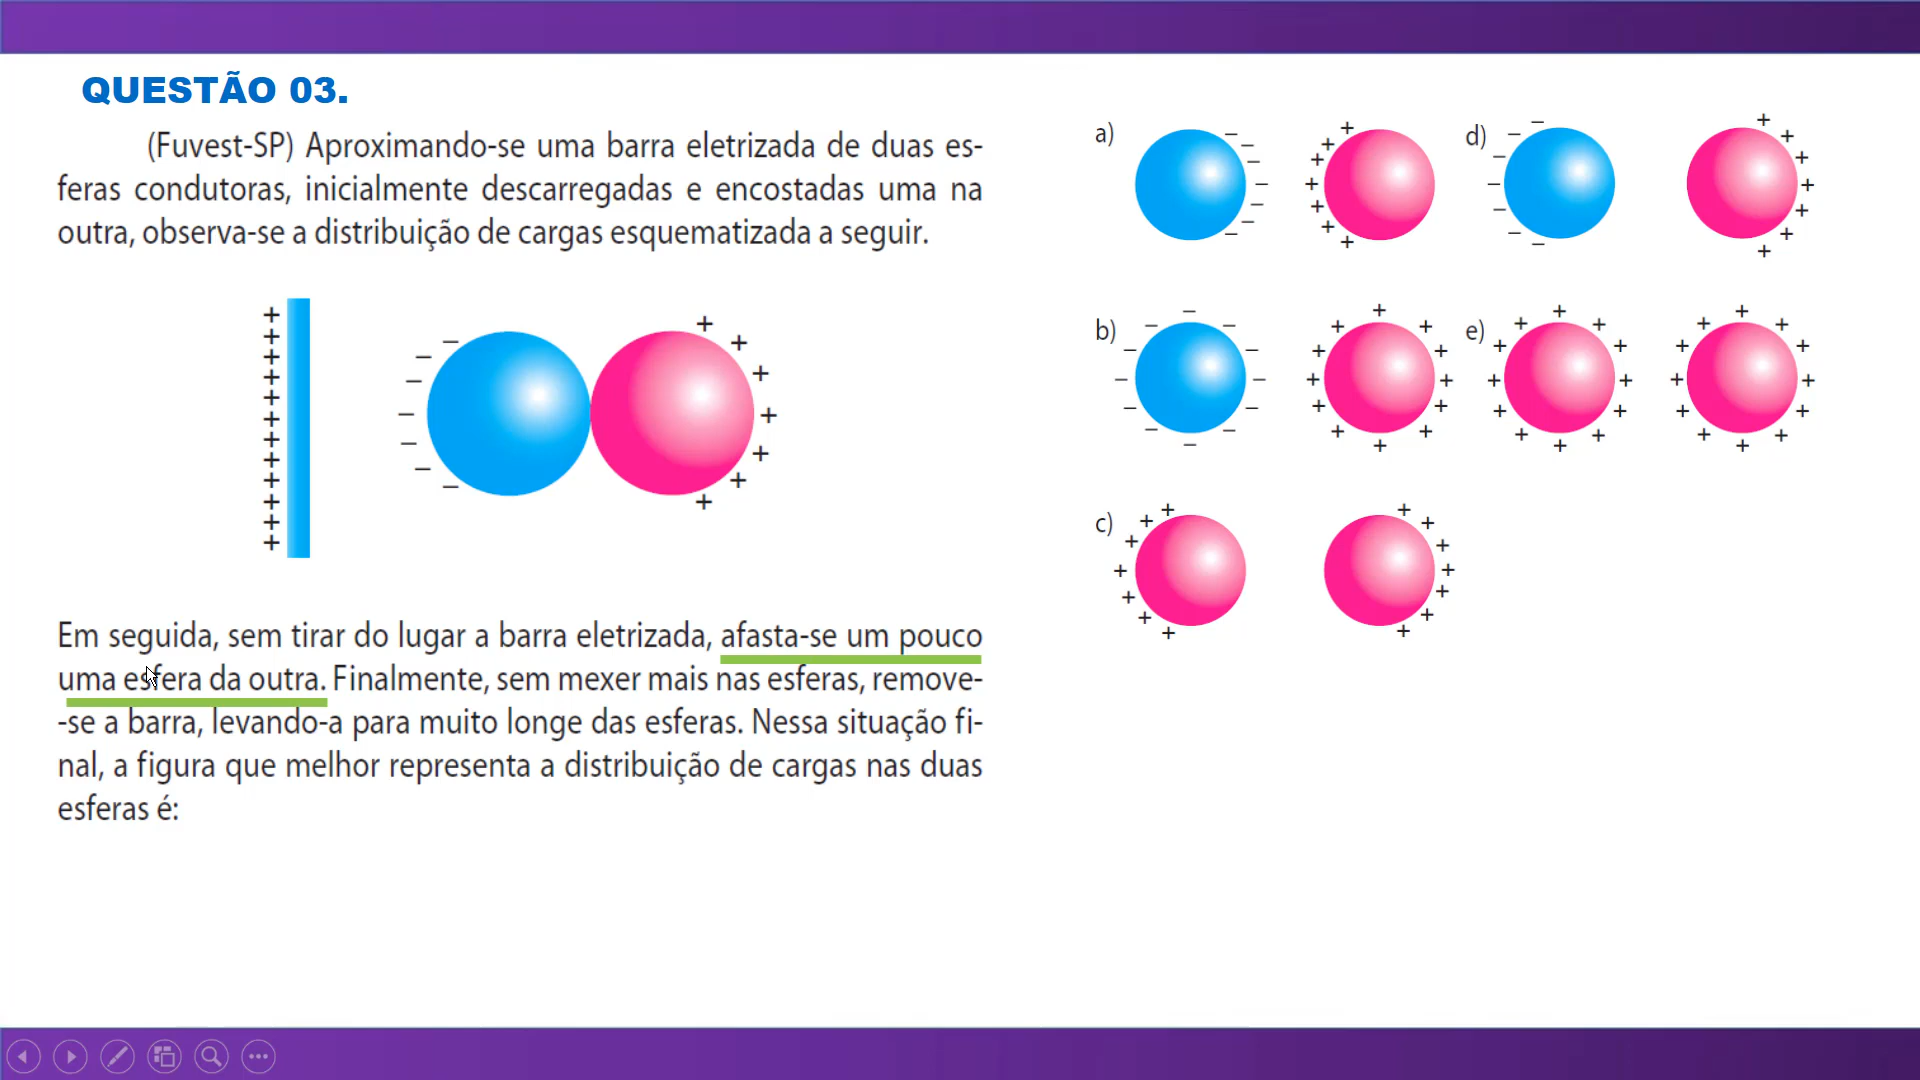 QUESTÃO 03.
(Fuvest-SP) Aproximando-se uma barra eletrizada de duas es-
feras condutoras, inicialmente descarregadas e encostadas uma na
outra, observa-se a distribuição de cargas esquematizada a seguir.
Em seguida, sem tirar do lugar a barra eletrizada, afasta-se um pouco
uma esfera da outra. Finalmente, sem mexer mais nas esferas, remove-
-se a barra, levando-a para muito longe das esferas. Nessa situação fi-
nal, a figura que melhor representa a distribuição de cargas nas duas
esferas é:
a)
b)
c)
d)
e)